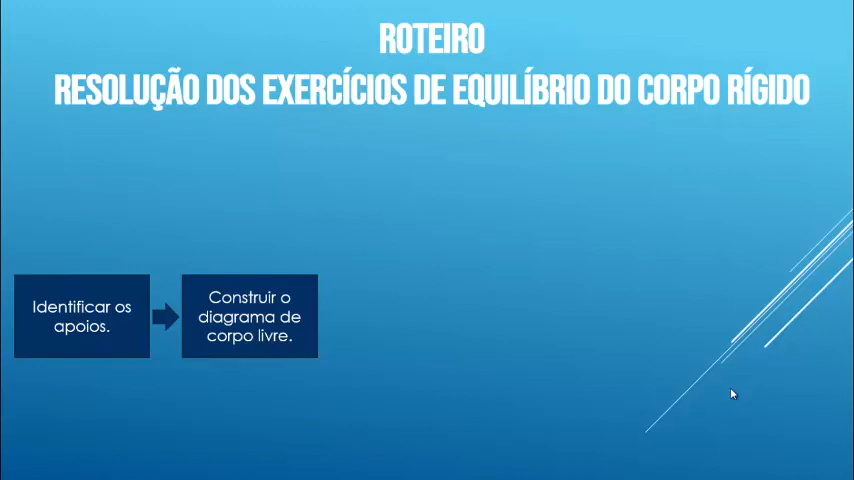 ROTEIRO
RESOLUÇÃO DOS EXERCÍCIOS DE EQUILÍBRIO DO CORPO RÍGIDO
Identificar os
apoios.
Construir o
diagrama de
corpo livre.